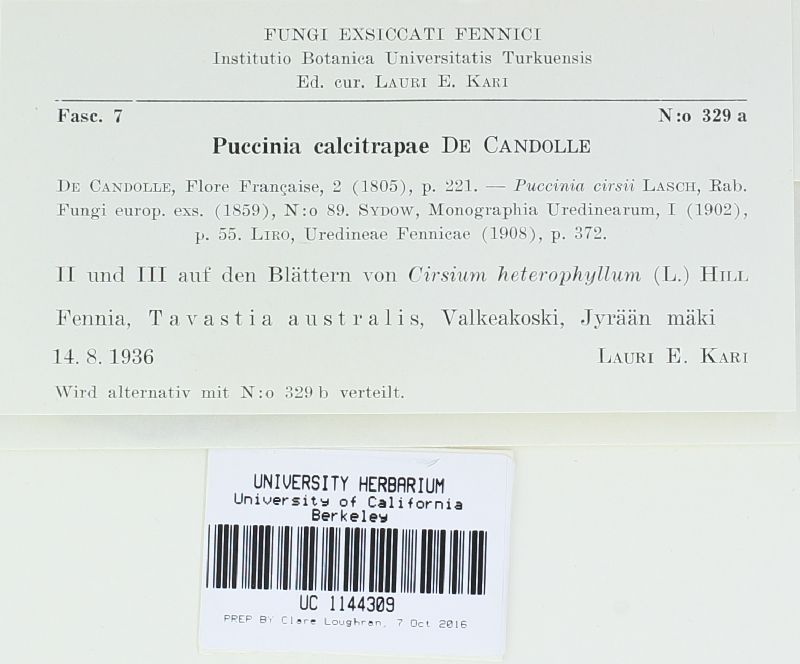 FUNGI EXSICCATI FENNICI
Institutio Botanica Universitatis Turkuensis
Ed. cur. LAURI E. KARI
Fasc. 7 N:o 329 a
Puccinia calcitrapae DE CANDOLLE
DE CANDOLLE, Flore Française, 2 (1805), p. 221. — Puccinia cirsii LASCH, Rab.
Fungi europ. exs. (1859), N:o 89. SYDOW, Monographia Uredinearum, I (1902),
p. 55. LIRO, Uredineae Fennicae (1908), p. 372.
II und III auf den Blättern von Cirsium heterophyllum (L.) HILL
Fennia, Tavastia australis, Valkeakoski, Jyrään mäki
14. 8. 1936 LAURI E. KARI
Wird alternativ mit N:o 329 b verteilt.
UNIVERSITY HERBARIUM
University of California
Berkeley
UC 1144309
PREP BY Clare Loughran, 7 Oct 2016